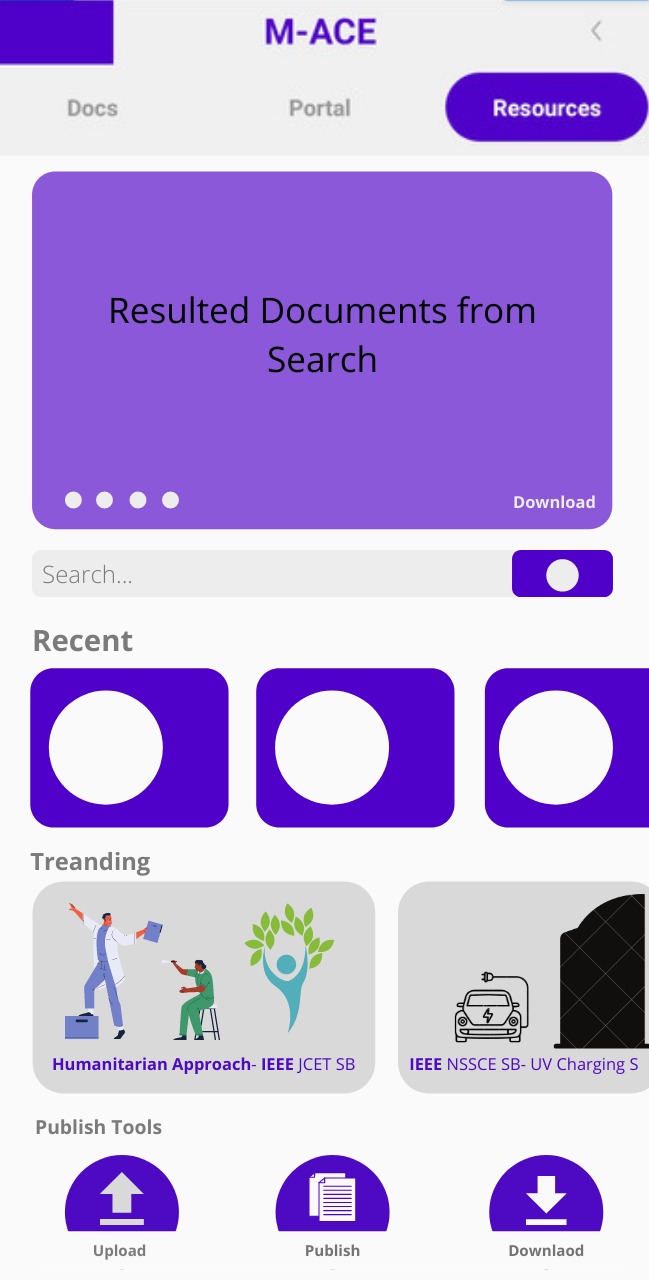 M-ACE
Docs
Portal
Resources
Resulted Documents from
Search
Download
Search...
Recent
Treanding
Humanitarian Approach- IEEE JCET SB
IEEE NSSCE SB- UV Charging S
Publish Tools
Upload
Publish
Downlaod